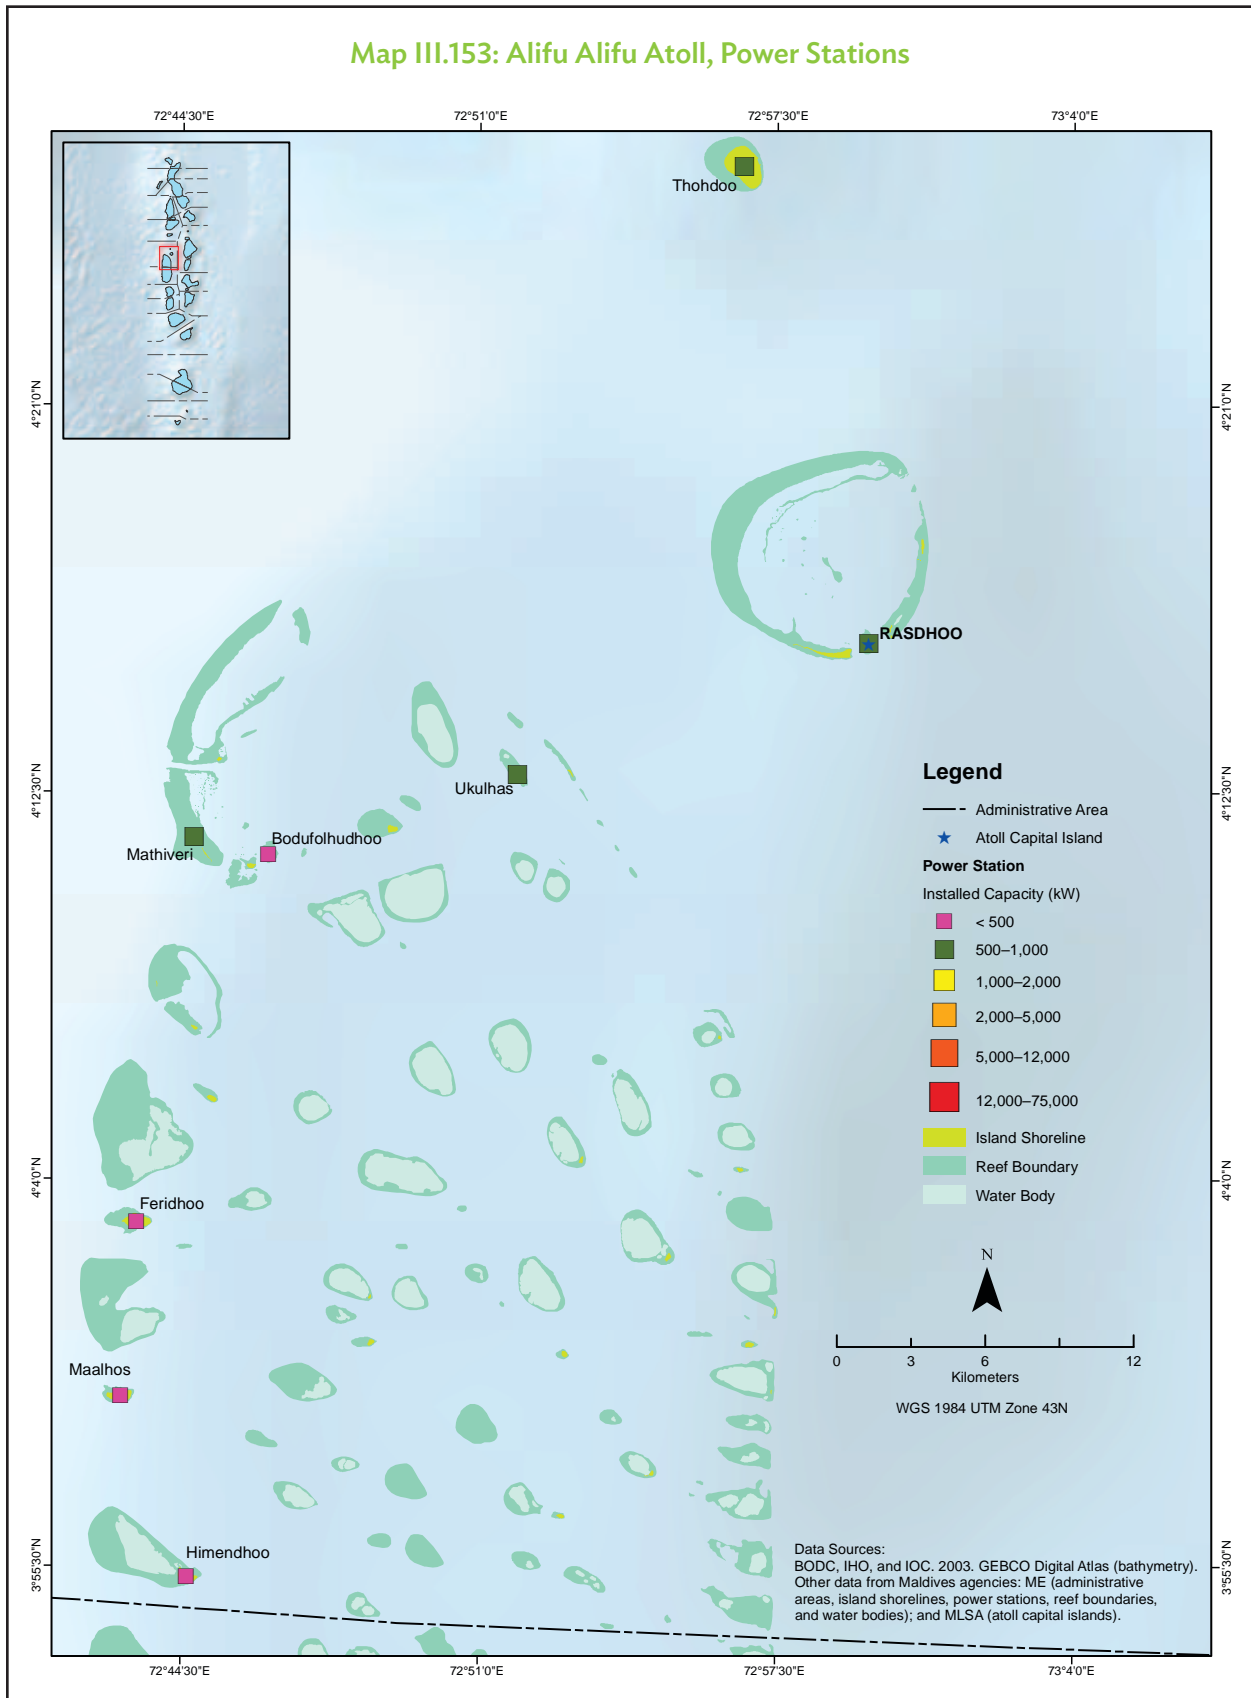 Map III.153: Alifu Alifu Atoll, Power Stations
72°44'30"E
72°51'0"E
72°57'30"E
73°4'0"E
Thohdoo
4°21'0"N
4°21'0"N
RASDHOO
Ukulhas
4°12'30"N
4°12'30"N
Bodufolhudhoo
Mathiveri
Legend
Administrative Area
Atoll Capital Island
Power Station
Installed Capacity (kW)
< 500
500–1,000
1,000–2,000
2,000–5,000
5,000–12,000
12,000–75,000
Island Shoreline
Reef Boundary
Water Body
4°4'0"N
4°4'0"N
Feridhoo
N
0 3 6 12
Kilometers
Maalhos
WGS 1984 UTM Zone 43N
Himendhoo
3°55'30"N
3°55'30"N
Data Sources:
BODC, IHO, and IOC. 2003. GEBCO Digital Atlas (bathymetry).
Other data from Maldives agencies: ME (administrative
areas, island shorelines, power stations, reef boundaries,
and water bodies); and MLSA (atoll capital islands).
72°44'30"E
72°51'0"E
72°57'30"E
73°4'0"E